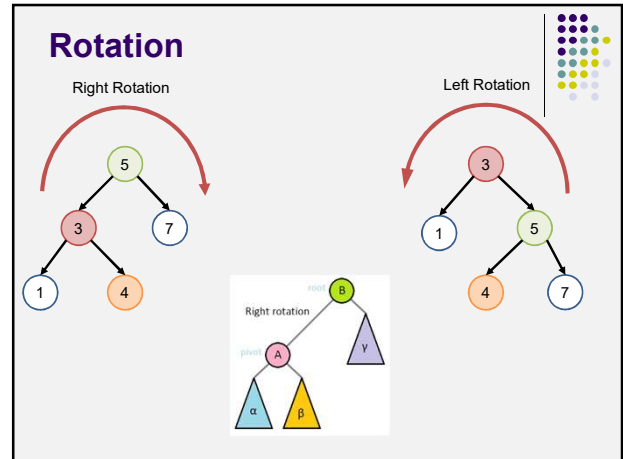 Rotation
Right Rotation
Left Rotation
5
3
7
1
4
3
1
5
4
7
root
B
Right rotation
pivot
A
γ
α
β